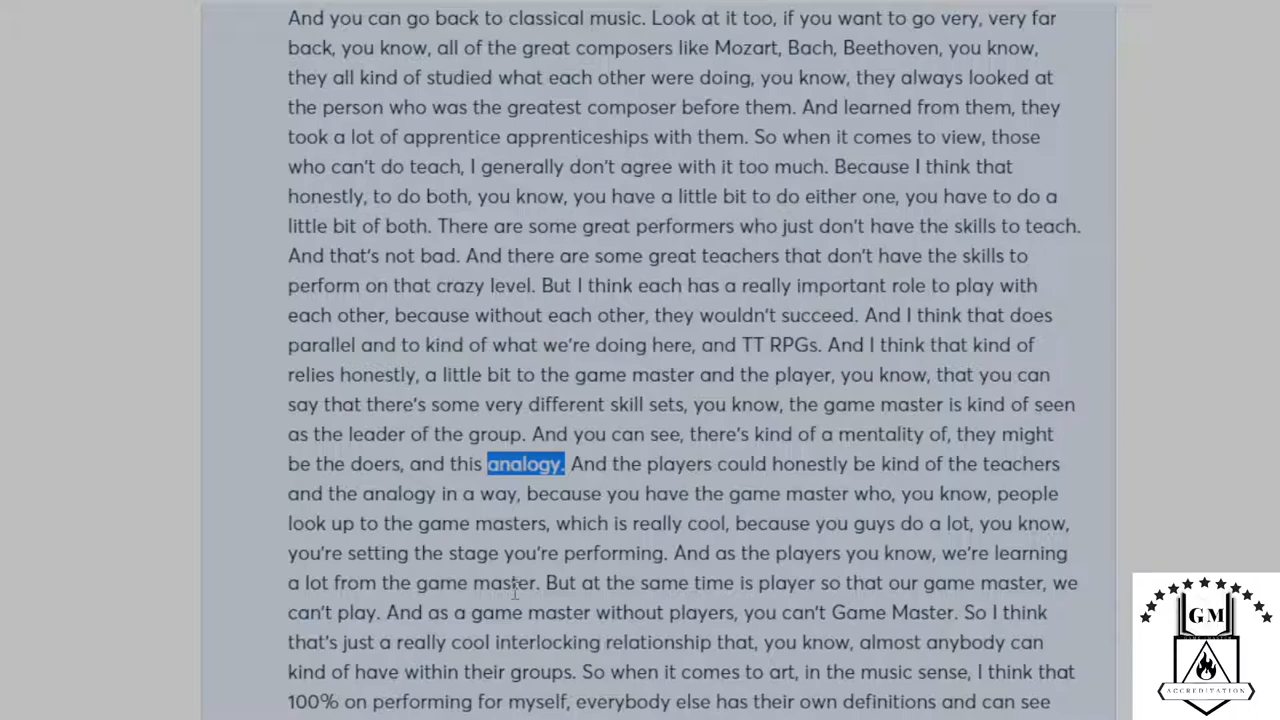 And you can go back to classical music. Look at it too, if you want to go very, very far
back, you know, all of the great composers like Mozart, Bach, Beethoven, you know,
they all kind of studied what each other were doing, you know, they always looked at
the person who was the greatest composer before them. And learned from them, they
took a lot of apprentice apprenticeships with them. So when it comes to view, those
who can't do teach, I generally don't agree with it too much. Because I think that
honestly, to do both, you know, you have a little bit to do either one, you have to do a
little bit of both. There are some great performers who just don't have the skills to teach.
And that's not bad. And there are some great teachers that don't have the skills to
perform on that crazy level. But I think each has a really important role to play with
each other, because without each other, they wouldn't succeed. And I think that does
parallel and to kind of what we're doing here, and TT RPGs. And I think that kind of
relies honestly, a little bit to the game master and the player, you know, that you can
say that there's some very different skill sets, you know, the game master is kind of seen
as the leader of the group. And you can see, there's kind of a mentality of, they might
be the doers, and this analogy. And the players could honestly be kind of the teachers
and the analogy in a way, because you have the game master who, you know, people
look up to the game masters, which is really cool, because you guys do a lot, you know,
you're setting the stage you're performing. And as the players you know, we're learning
a lot from the game master. But at the same time is player so that our game master, we
can't play. And as a game master without players, you can't Game Master. So I think
that's just a really cool interlocking relationship that, you know, almost anybody can
kind of have within their groups. So when it comes to art, in the music sense, I think that
100% on performing for myself, everybody else has their own definitions and can see
GM
ACCREDITATION